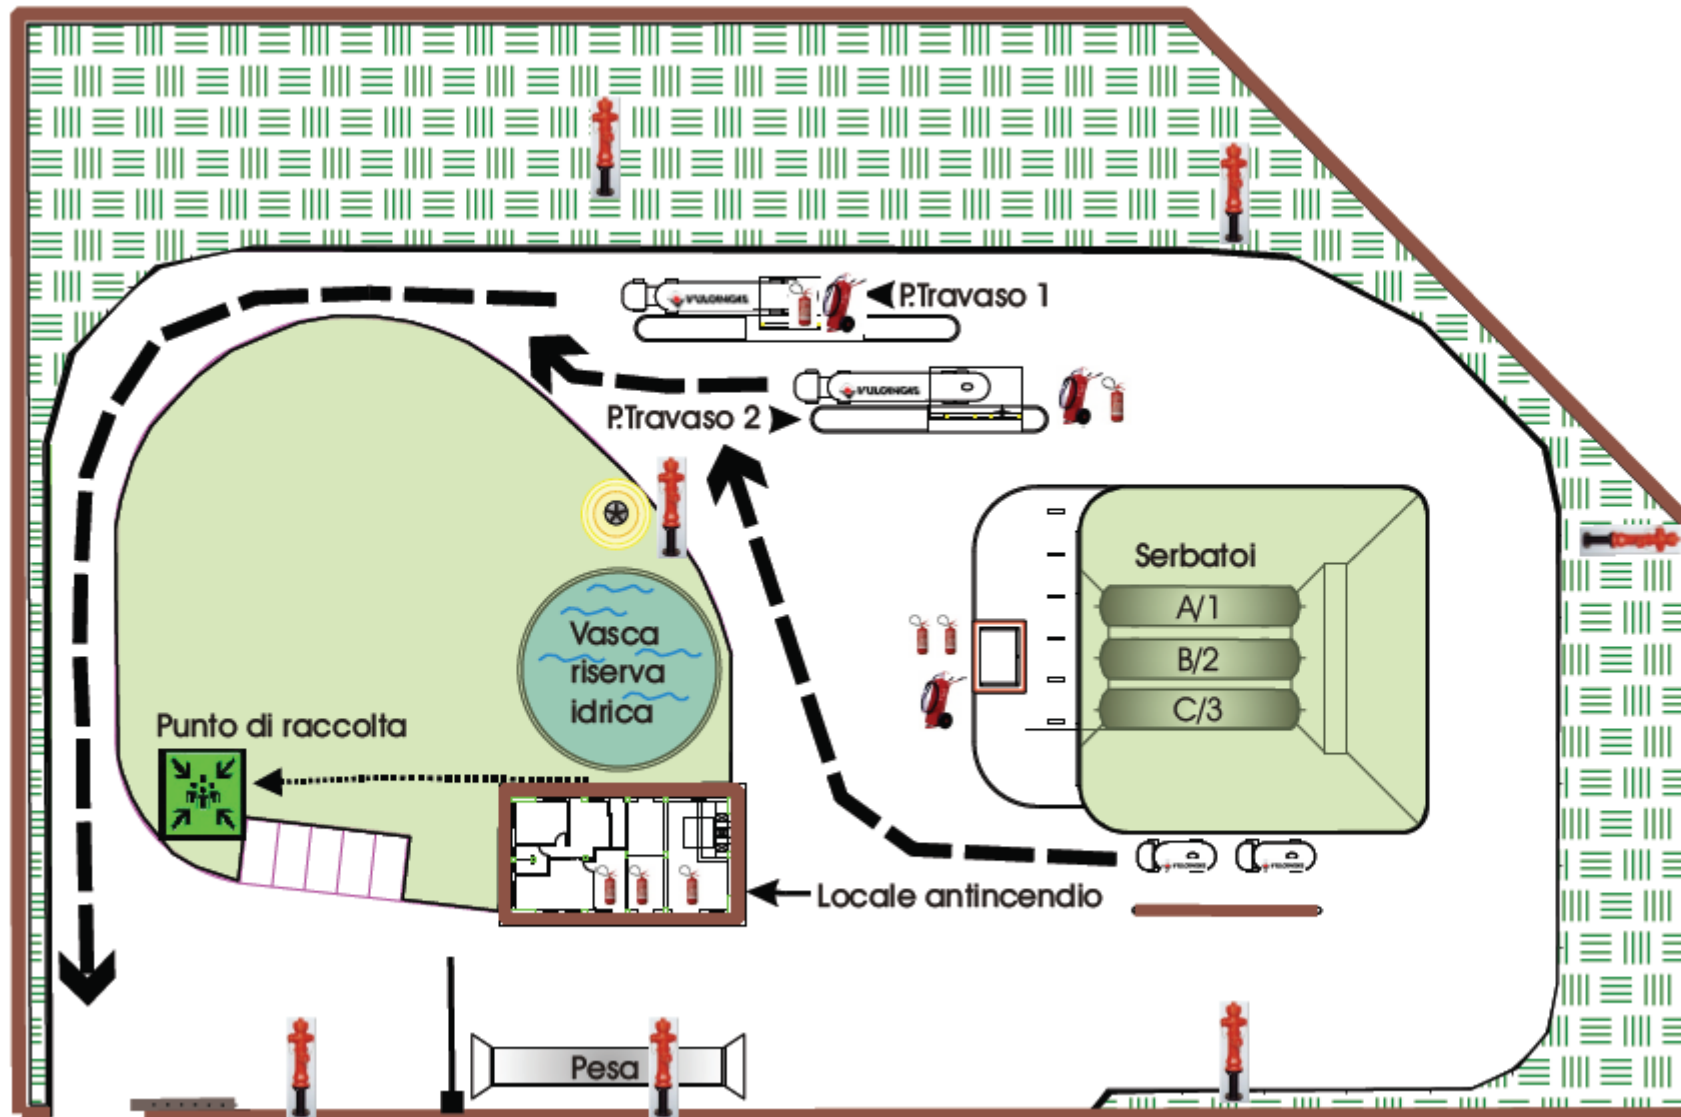 P.Travaso 1
P.Travaso 2
Serbatoi
A/1
B/2
C/3
Vasca
riserva
idrica
Punto di raccolta
Locale antincendio
Pesa